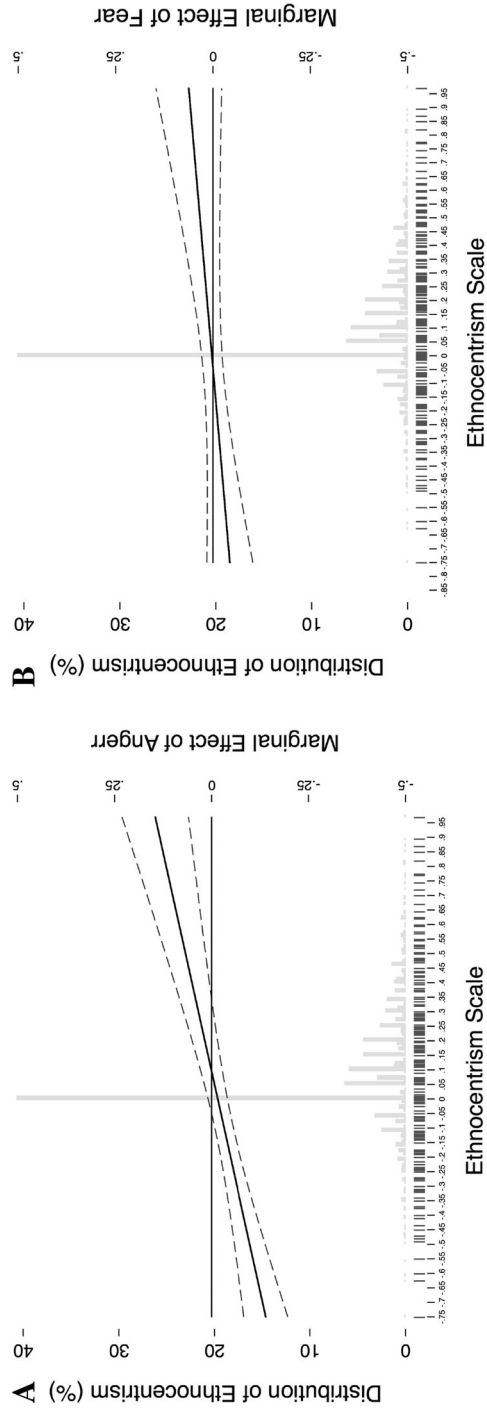 A
Distribution of Ethnocentrism (%)
40
30
20
10
0
-.75 -.7 -.65 -.6 -.55 -.5 -.45 -.4 -.35 -.3 -.25 -.2 -.15 -.1 -.05 0 .05 .1 .15 .2 .25 .3 .35 .4 .45 .5 .55 .6 .65 .7 .75 .8 .85 .9 .95
Ethnocentrism Scale
.5
.25
0
-.25
-.5
Marginal Effect of Angerr
B
Distribution of Ethnocentrism (%)
40
30
20
10
0
-.85 -.8 -.75 -.7 -.65 -.6 -.55 -.5 -.45 -.4 -.35 -.3 -.25 -.2 -.15 -.1 -.05 0 .05 .1 .15 .2 .25 .3 .35 .4 .45 .5 .55 .6 .65 .7 .75 .8 .85 .9 .95
Ethnocentrism Scale
.5
.25
0
-.25
-.5
Marginal Effect of Fear